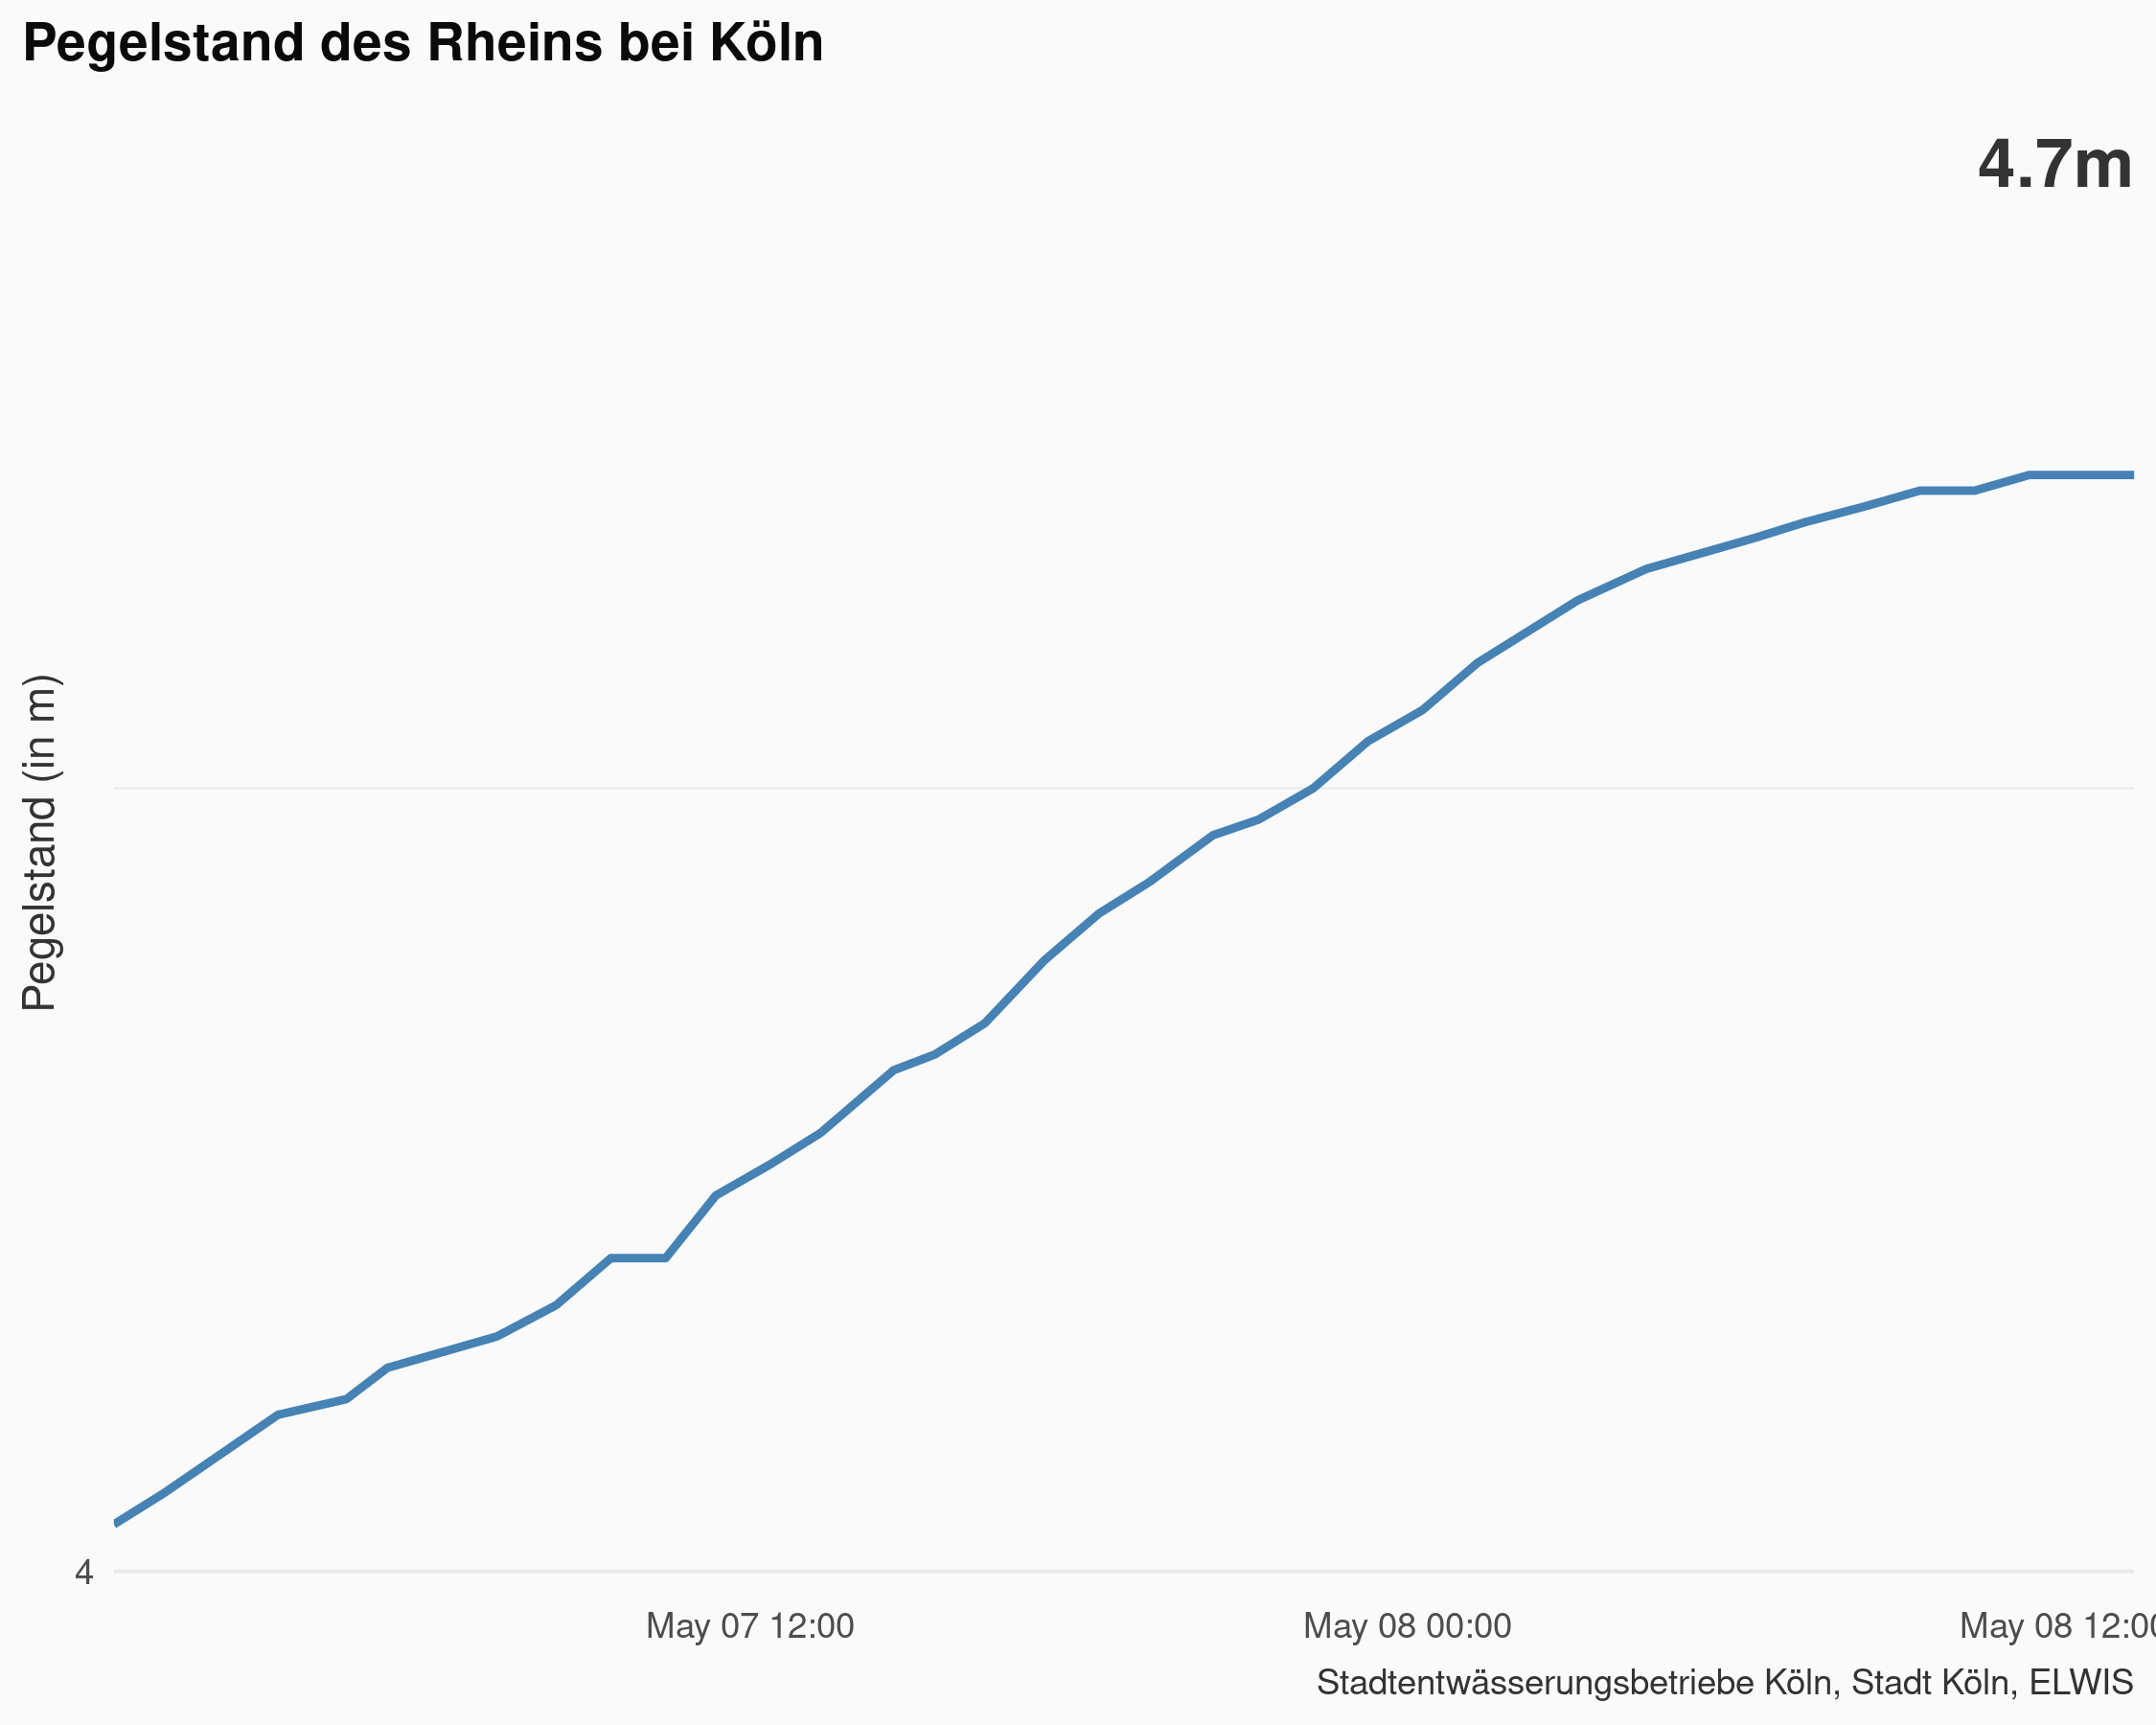 Pegelstand des Rheins bei Köln
4.7m
Pegelstand (in m)
4
May 07 12:00
May 08 00:00
May 08 12:00
Stadtentwässerungsbetriebe Köln, Stadt Köln, ELWIS